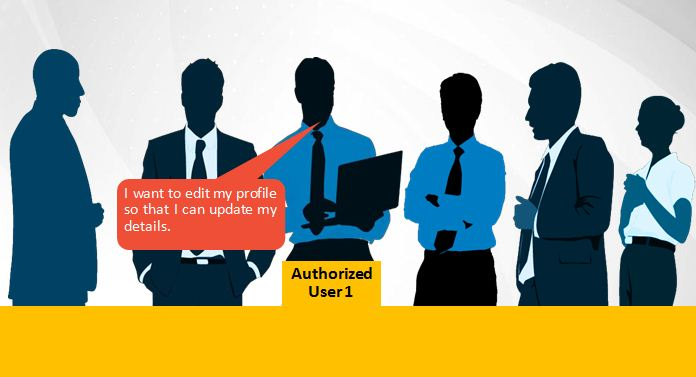 I want to edit my profile
so that I can update my
details.
Authorized
User 1